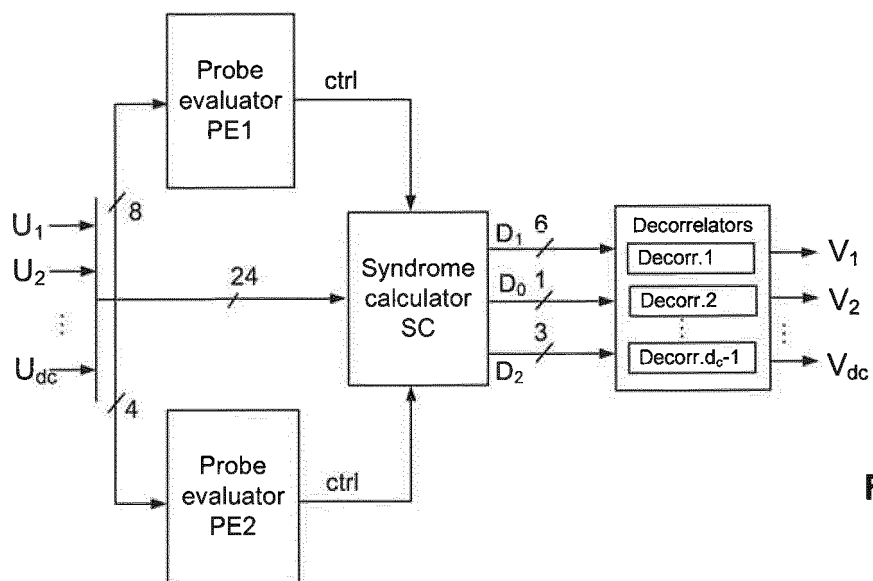 Probe
evaluator
PE1
ctrl
8
U1
U2
⋮
Udc
24
4
Syndrome
calculator
SC
D1
6
D0
1
3
D2
Decorrelators
Decorr.1
Decorr.2
⋮
Decorr.dc-1
V1
V2
⋮
Vdc
Probe
evaluator
PE2
ctrl